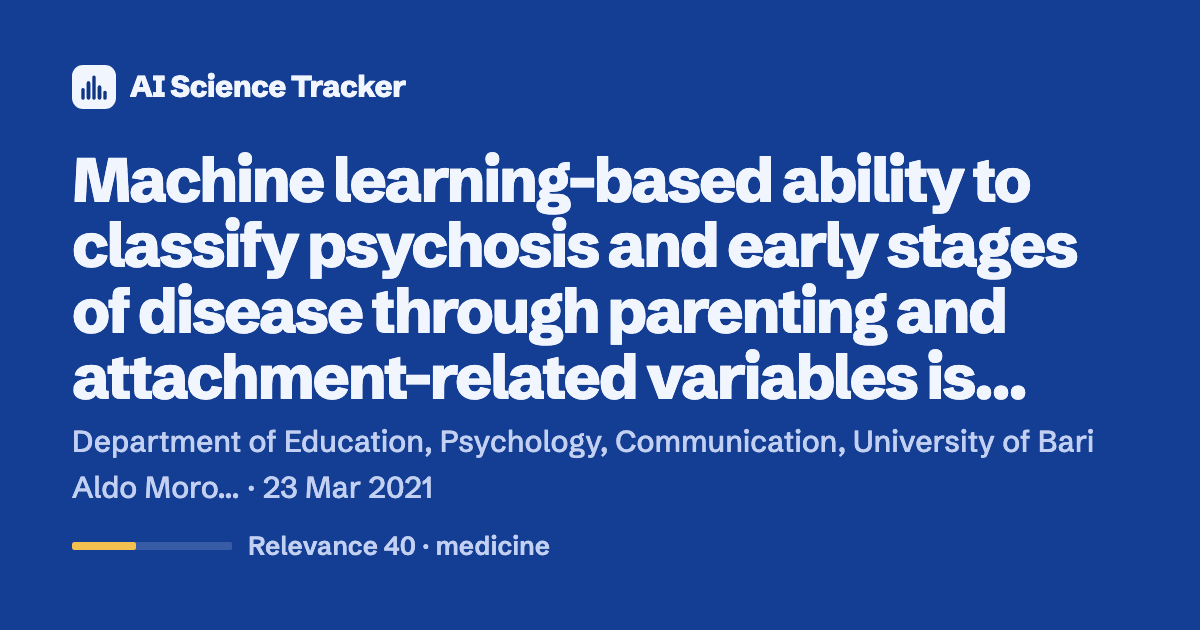 AI Science Tracker
Machine learning-based ability to
classify psychosis and early stages
of disease through parenting and
attachment-related variables is...
Department of Education, Psychology, Communication, University of Bari
Aldo Moro... · 23 Mar 2021
Relevance 40 · medicine